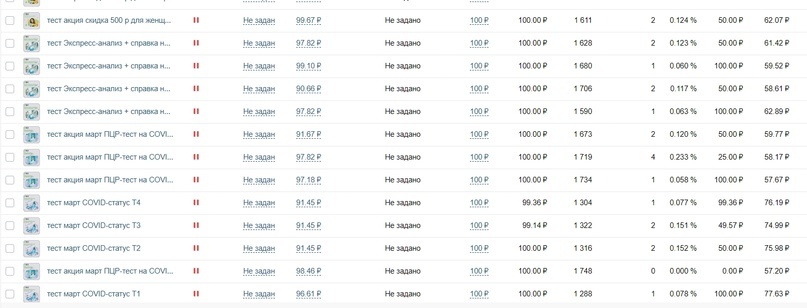 тест акция скидка 500 р для женщ... Не задан 99.67 ₽ Не задано 100 ₽ 100.00 ₽ 1 611 2 0.124 % 50.00 ₽ 62.07 ₽
тест Экспресс-анализ + справка н... Не задан 97.82 ₽ Не задано 100 ₽ 100.00 ₽ 1 628 2 0.123 % 50.00 ₽ 61.42 ₽
тест Экспресс-анализ + справка н... Не задан 99.10 ₽ Не задано 100 ₽ 100.00 ₽ 1 680 1 0.060 % 100.00 ₽ 59.52 ₽
тест Экспресс-анализ + справка н... Не задан 90.66 ₽ Не задано 100 ₽ 100.00 ₽ 1 706 2 0.117 % 50.00 ₽ 58.61 ₽
тест Экспресс-анализ + справка н... Не задан 97.82 ₽ Не задано 100 ₽ 100.00 ₽ 1 590 1 0.063 % 100.00 ₽ 62.89 ₽
тест акция март ПЦР-тест на COVI... Не задан 91.67 ₽ Не задано 100 ₽ 100.00 ₽ 1 673 2 0.120 % 50.00 ₽ 59.77 ₽
тест акция март ПЦР-тест на COVI... Не задан 97.82 ₽ Не задано 100 ₽ 100.00 ₽ 1 719 4 0.233 % 25.00 ₽ 58.17 ₽
тест акция март ПЦР-тест на COVI... Не задан 97.18 ₽ Не задано 100 ₽ 100.00 ₽ 1 734 1 0.058 % 100.00 ₽ 57.67 ₽
тест март COVID-статус Т4 Не задан 91.45 ₽ Не задано 100 ₽ 99.36 ₽ 1 304 1 0.077 % 99.36 ₽ 76.19 ₽
тест март COVID-статус Т3 Не задан 91.45 ₽ Не задано 100 ₽ 99.14 ₽ 1 322 2 0.151 % 49.57 ₽ 74.99 ₽
тест март COVID-статус Т2 Не задан 91.45 ₽ Не задано 100 ₽ 100.00 ₽ 1 316 2 0.152 % 50.00 ₽ 75.98 ₽
тест акция март ПЦР-тест на COVI... Не задан 98.46 ₽ Не задано 100 ₽ 100.00 ₽ 1 748 0 0.000 % 0.00 ₽ 57.20 ₽
тест март COVID-статус Т1 Не задан 96.61 ₽ Не задано 100 ₽ 100.00 ₽ 1 288 1 0.078 % 100.00 ₽ 77.63 ₽